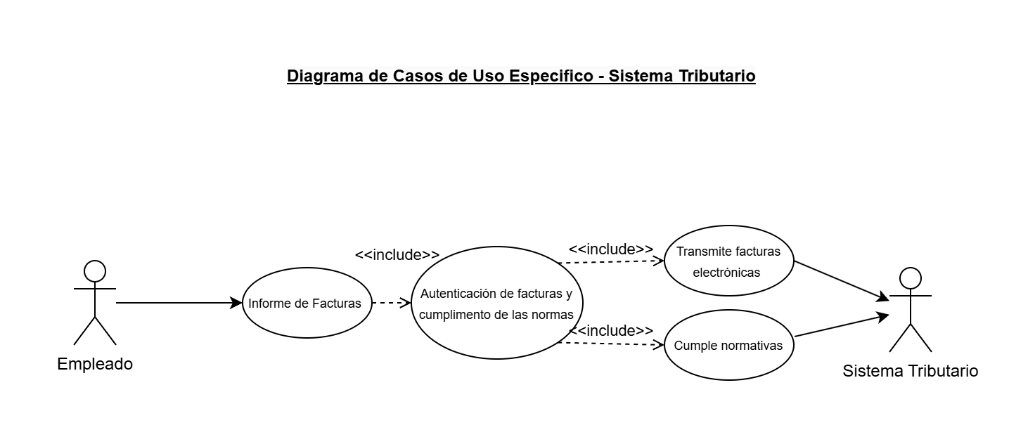 Diagrama de Casos de Uso Especifico - Sistema Tributario
<<include>>
<<include>>
Transmite facturas
electrónicas
Informe de Facturas
Autenticación de facturas y
cumplimento de las normas
<<include>>
Cumple normativas
Empleado
Sistema Tributario